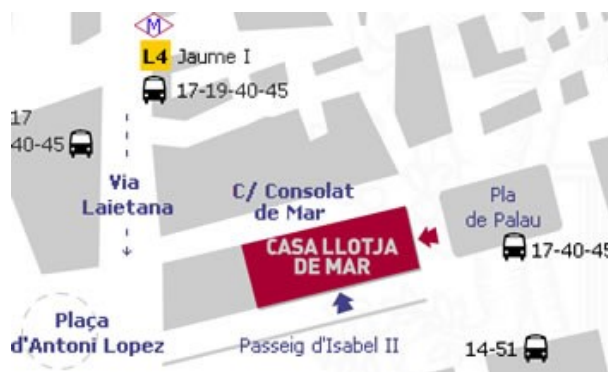 M
L4 Jaume I
17-19-40-45
17
40-45
Via
Laietana
C/ Consolat
de Mar
Pla
de Palau
CASA LLOTJA
DE MAR
17-40-45
Plaça
d'Antoni Lopez
Passeig d'Isabel II
14-51